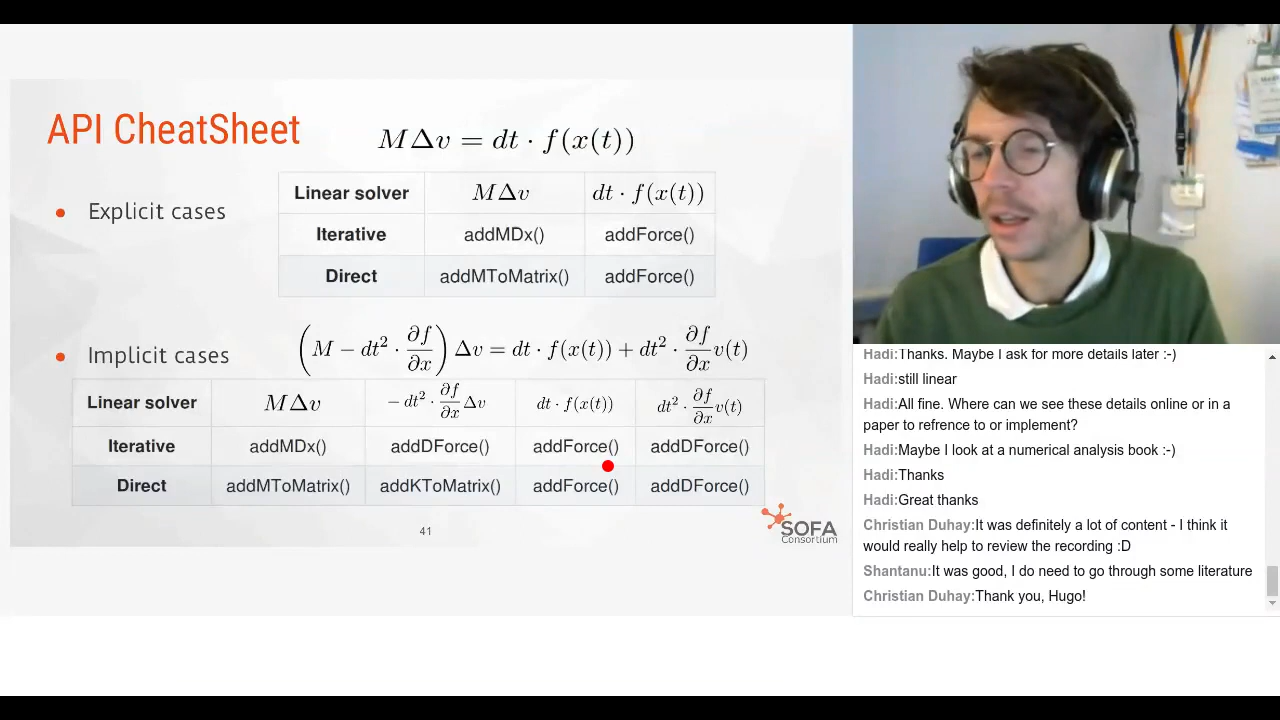 API CheatSheet
MΔv = dt · f(x(t))
Explicit cases
Linear solver MΔv dt · f(x(t))
Iterative addMDx() addForce()
Direct addMToMatrix() addForce()
Implicit cases
(M − dt² · ∂f/∂x) Δv = dt · f(x(t)) + dt² · ∂f/∂x v(t)
Linear solver MΔv − dt² · ∂f/∂x Δv dt · f(x(t)) dt² · ∂f/∂x v(t)
Iterative addMDx() addDForce() addForce() addDForce()
Direct addMToMatrix() addKToMatrix() addForce() addDForce()
41
SOFA
Consortium
Hadi:Thanks. Maybe I ask for more details later :-)
Hadi:still linear
Hadi:All fine. Where can we see these details online or in a
paper to refrence to or implement?
Hadi:Maybe I look at a numerical analysis book :-)
Hadi:Thanks
Hadi:Great thanks
Christian Duhay:It was definitely a lot of content - I think it
would really help to review the recording :D
Shantanu:It was good, I do need to go through some literature
Christian Duhay:Thank you, Hugo!